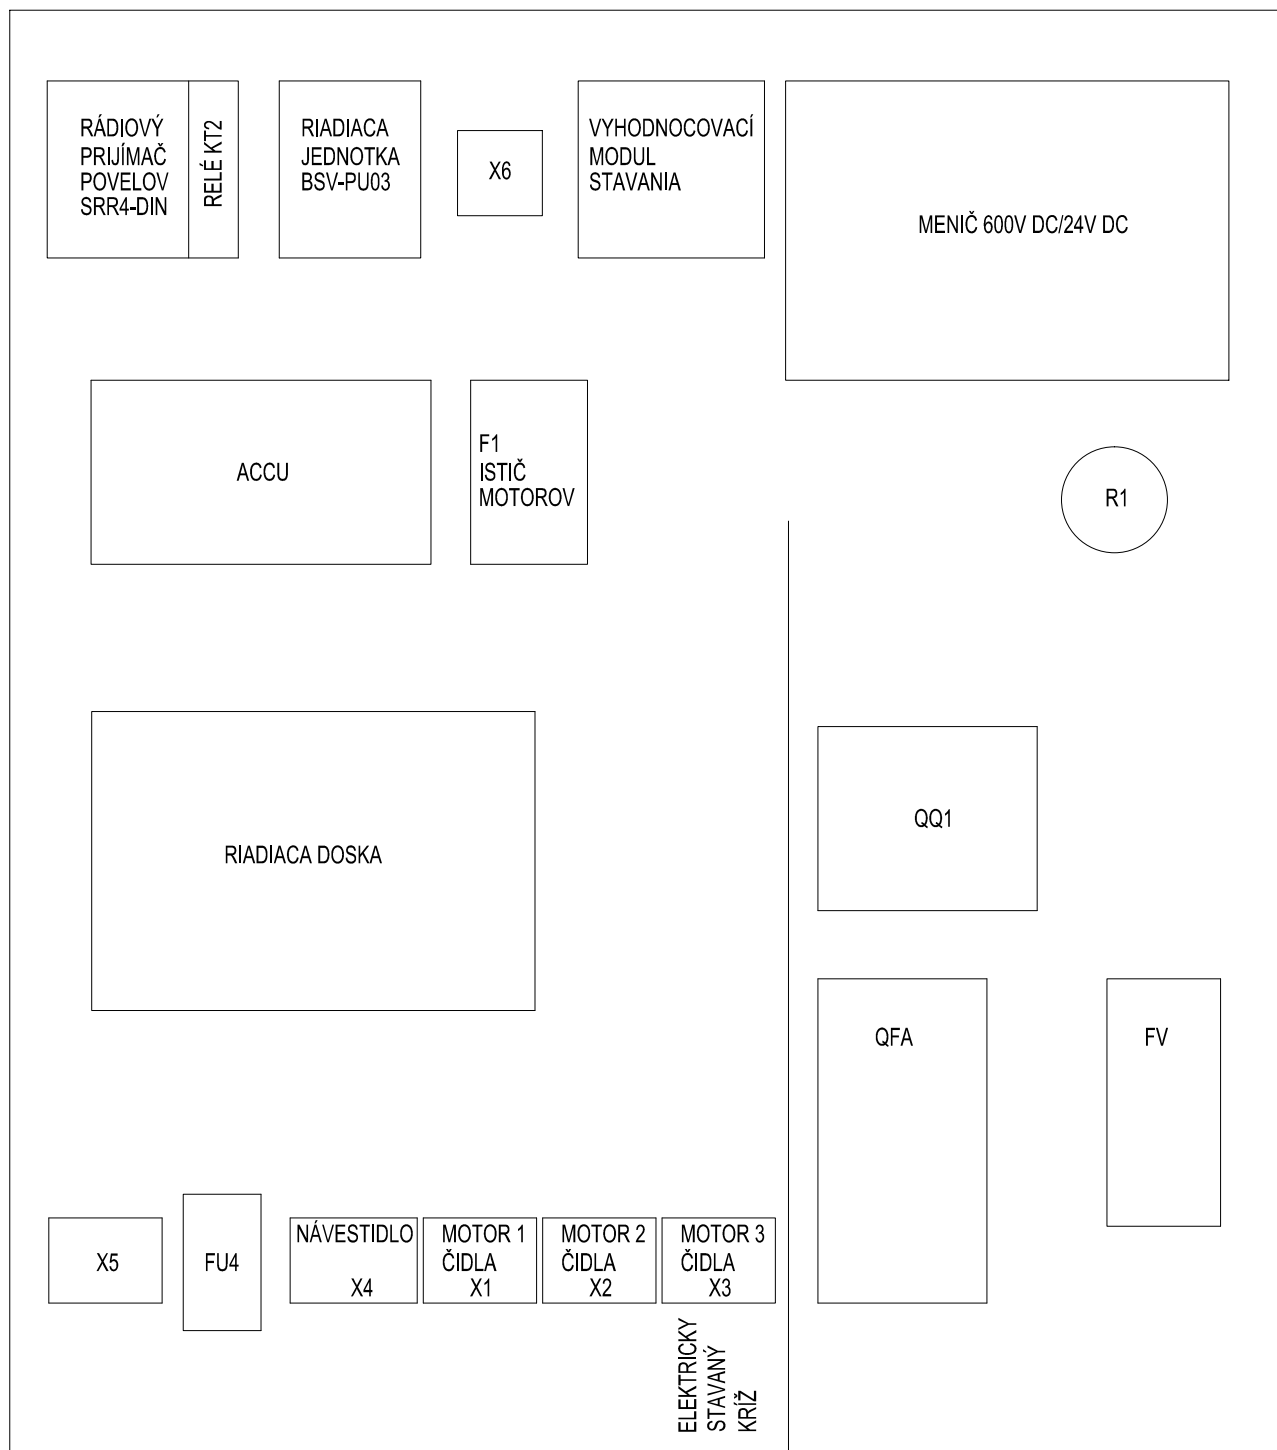 RÁDIOVÝ
PRIJÍMAČ
POVELOV
SRR4-DIN
RELÉ KT2
RIADIACA
JEDNOTKA
BSV-PU03
X6
VYHODNOCOVACÍ
MODUL
STAVANIA
MENIČ 600V DC/24V DC
ACCU
F1
ISTIČ
MOTOROV
R1
RIADIACA DOSKA
QQ1
QFA
FV
X5
FU4
NÁVESTIDLO
X4
MOTOR 1
ČIDLA
X1
MOTOR 2
ČIDLA
X2
MOTOR 3
ČIDLA
X3
ELEKTRICKY
STAVANÝ
KRÍŽ